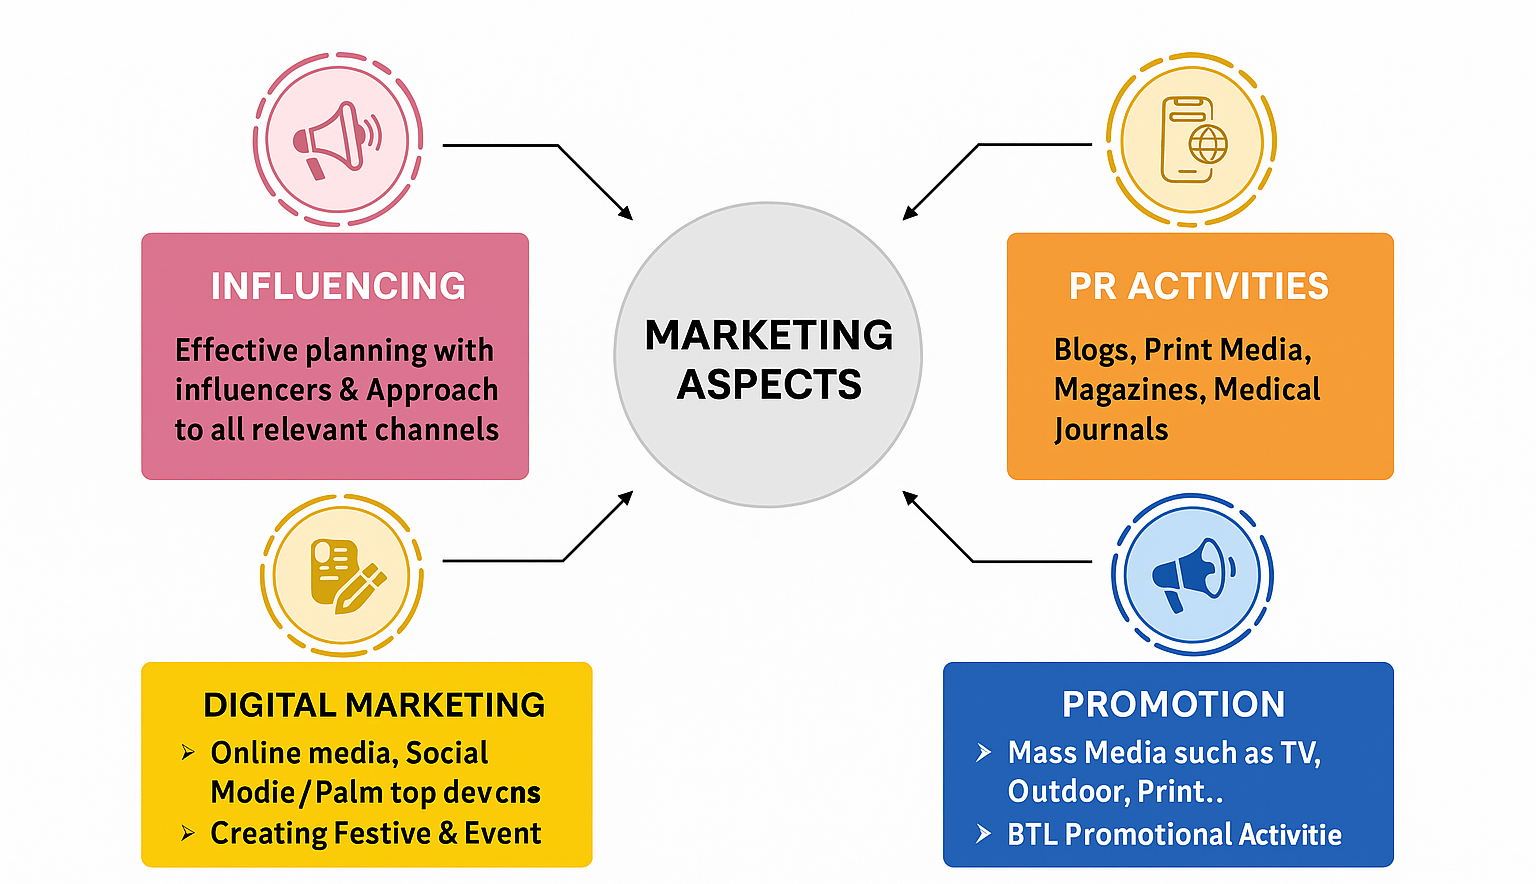 INFLUENCING
Effective planning with
influencers & Approach
to all relevant channels
MARKETING
ASPECTS
PR ACTIVITIES
Blogs, Print Media,
Magazines, Medical
Journals
DIGITAL MARKETING
➢ Online media, Social
Modie/Palm top devcns
➢ Creating Festive & Event
PROMOTION
➢ Mass Media such as TV,
Outdoor, Print..
➢ BTL Promotional Activitie